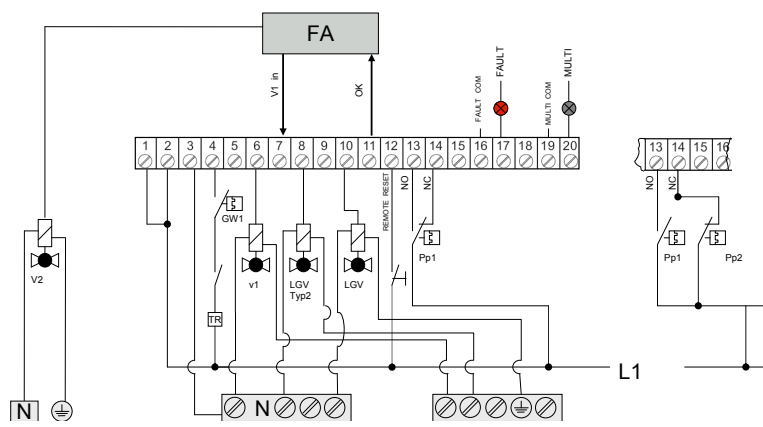 FA
V1 in
OK
FAULT COM
FAULT
MULTI COM
MULTI
1 2 3 4 5 6 7 8 9 10 11 12 13 14 15 16 17 18 19 20
13 14 15 16
REMOTE RESET
NO
NC
NO
NC
GW1
V2
v1
LGV
Typ2
LGV
Pp1
Pp1
Pp2
TR
L1
N
N